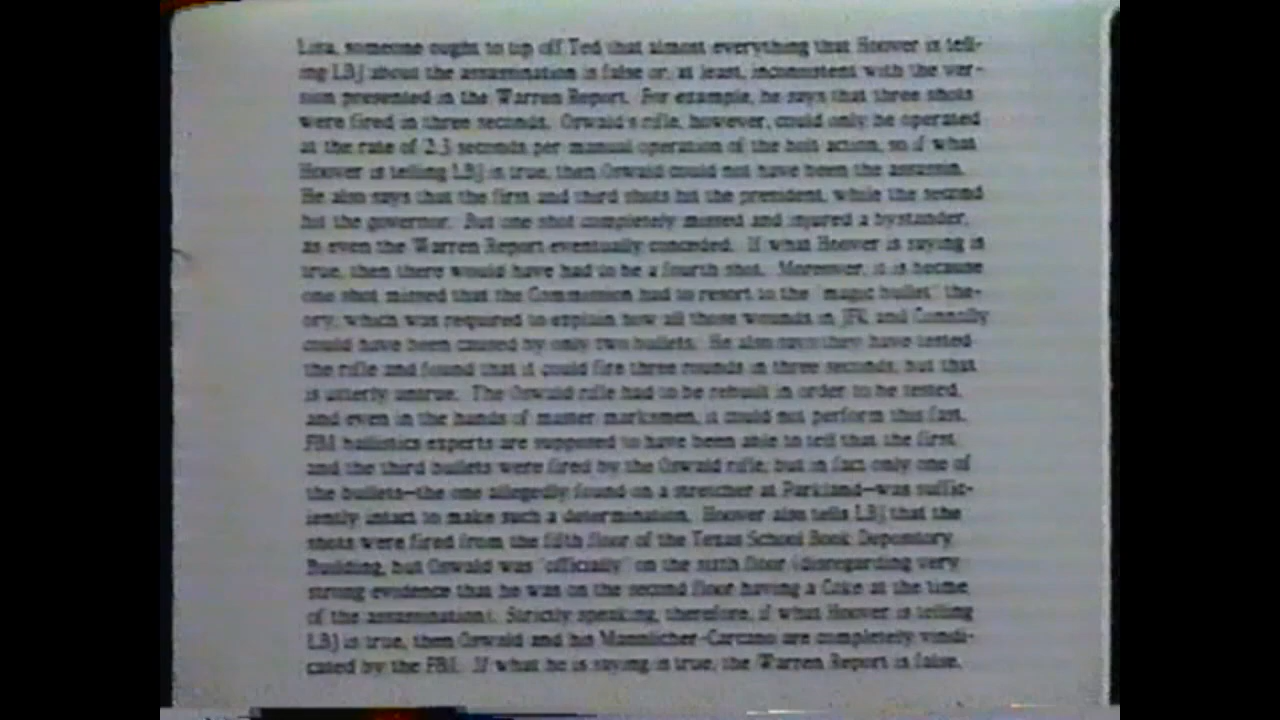 Lisa, someone ought to tip off Ted that almost everything that Hoover is tell-
ing LBJ about the assassination is false or, at least, inconsistent with the ver-
sion presented in the Warren Report. For example, he says that three shots
were fired in three seconds. Oswald's rifle, however, could only be operated
at the rate of 2.3 seconds per manual operation of the bolt action, so if what
Hoover is telling LBJ is true, then Oswald could not have been the assassin.
He also says that the first and third shots hit the president, while the second
hit the governor. But one shot completely missed and injured a bystander,
as even the Warren Report eventually conceded. If what Hoover is saying is
true, then there would have had to be a fourth shot. Moreover, it is because
one shot missed that the Commission had to resort to the "magic bullet" the-
ory, which was required to explain how all those wounds in JFK and Connally
could have been caused by only two bullets. He also says they have tested
the rifle and found that it could fire three rounds in three seconds, but that
is utterly untrue. The Oswald rifle had to be rebuilt in order to be tested,
and even in the hands of master marksmen, it could not perform this fast.
FBI ballistics experts are supposed to have been able to tell that the first
and the third bullets were fired by the Oswald rifle, but in fact only one of
the bullets—the one allegedly found on a stretcher at Parkland—was suffic-
iently intact to make such a determination. Hoover also tells LBJ that the
shots were fired from the fifth floor of the Texas School Book Depository
Building, but Oswald was "officially" on the sixth floor (disregarding very
strong evidence that he was on the second floor having a Coke at the time
of the assassination). Strictly speaking, therefore, if what Hoover is telling
LBJ is true, then Oswald and his Mannlicher-Carcano are completely vindi-
cated by the FBI. If what he is saying is true, the Warren Report is false.